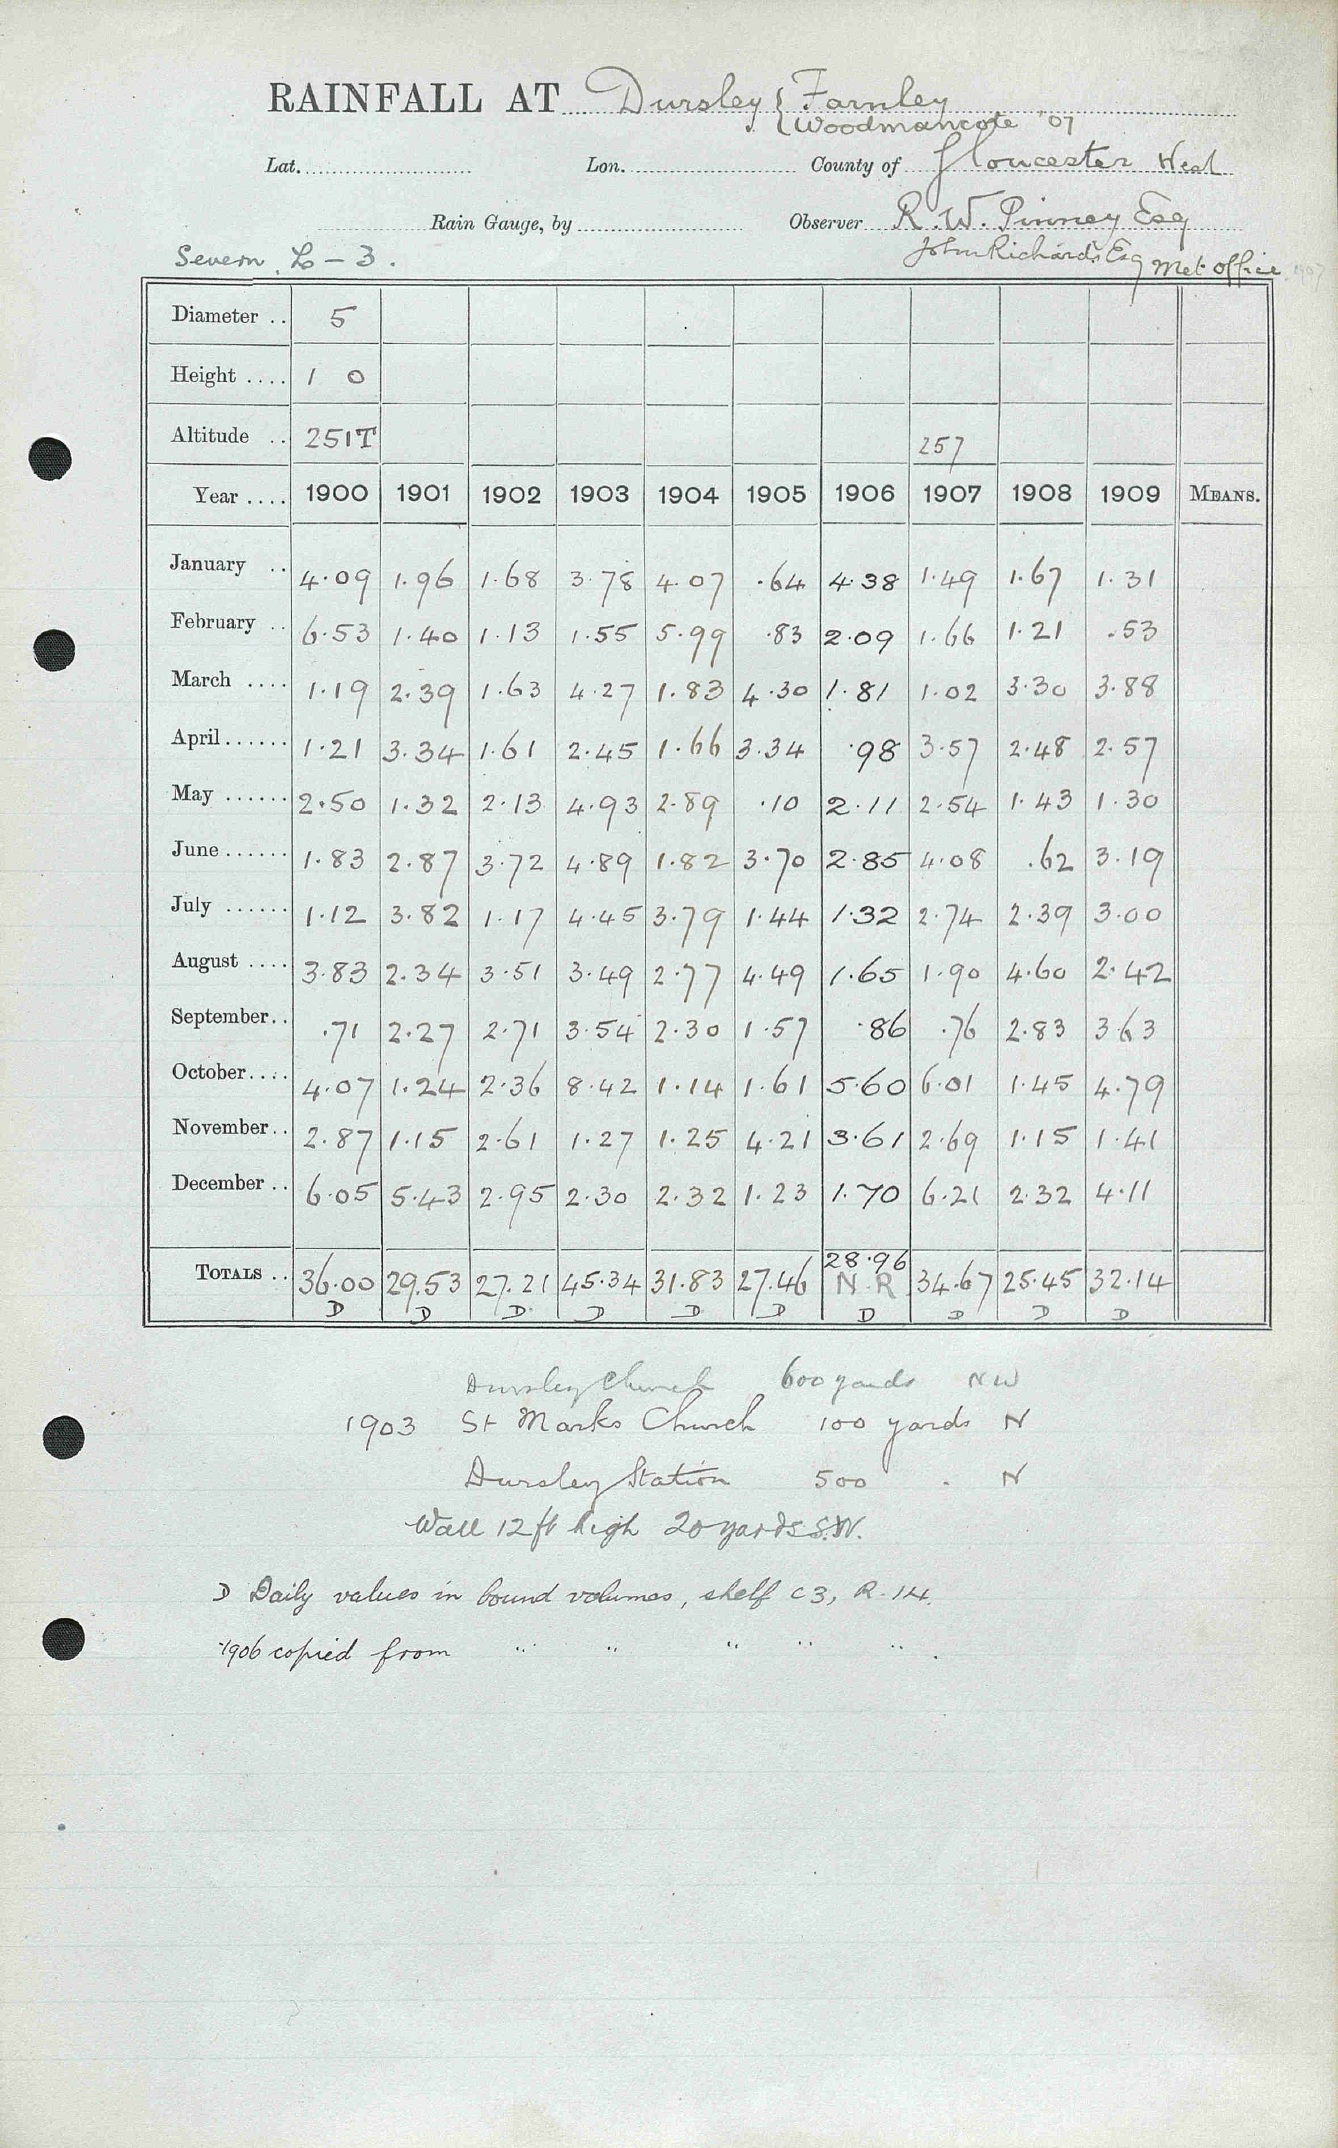 RAINFALL AT Dursley { Farnley
Woodmancote '07
Lat. Lon. County of Gloucester West
Rain Gauge, by Observer R. W. Pinney Esq
Severn L - 3. John Richards Esq Met Office 1907
Diameter .. 5
Height .... 1 0
Altitude .. 251T 257
Year .... 1900 1901 1902 1903 1904 1905 1906 1907 1908 1909 MEANS.
January .. 4.09 1.96 1.68 3.78 4.07 .64 4.38 1.49 1.67 1.31
February .. 6.53 1.40 1.13 1.55 5.99 .83 2.09 1.66 1.21 .53
March .... 1.19 2.39 1.63 4.27 1.83 4.30 1.81 1.02 3.30 3.88
April...... 1.21 3.34 1.61 2.45 1.66 3.34 .98 3.57 2.48 2.57
May ...... 2.50 1.32 2.13 4.93 2.89 .10 2.11 2.54 1.43 1.30
June...... 1.83 2.87 3.72 4.89 1.82 3.70 2.85 4.08 .62 3.19
July ...... 1.12 3.82 1.17 4.45 3.79 1.44 1.32 2.74 2.39 3.00
August .... 3.83 2.34 3.51 3.49 2.77 4.49 1.65 1.90 4.60 2.42
September.. .71 2.27 2.71 3.54 2.30 1.57 .86 .76 2.83 3.63
October.... 4.07 1.24 2.36 8.42 1.14 1.61 5.60 6.01 1.45 4.79
November.. 2.87 1.15 2.61 1.27 1.25 4.21 3.61 2.69 1.15 1.41
December .. 6.05 5.43 2.95 2.30 2.32 1.23 1.70 6.21 2.32 4.11
28.96
TOTALS .. 36.00 29.53 27.21 45.34 31.83 27.46 N.R 34.67 25.45 32.14
D D D D D D D D D D
Dursley Church 600 yards NW
1903 St Marks Church 100 yards N
Dursley Station 500 . N
Wall 12 ft high 20 yards S.W.
D Daily values in bound volumes, shelf C3, R.14.
1906 copied from " " " " " .